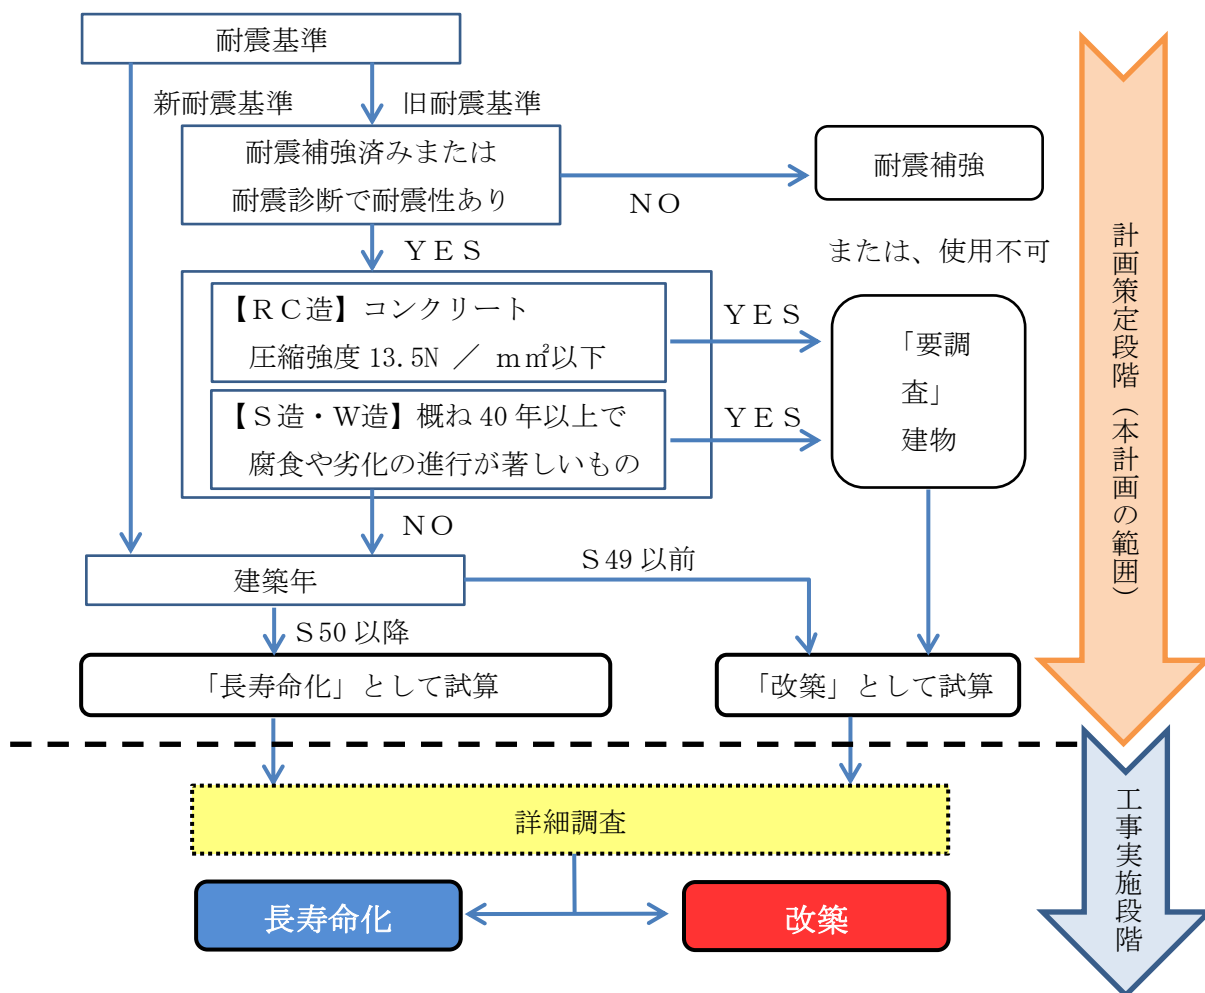 耐震基準
新耐震基準
旧耐震基準
耐震補強済みまたは
耐震診断で耐震性あり
ＮＯ
耐震補強
ＹＥＳ
または、使用不可
【ＲＣ造】コンクリート
圧縮強度 13.5N ／ ｍ㎡以下
ＹＥＳ
【Ｓ造・Ｗ造】概ね 40 年以上で
腐食や劣化の進行が著しいもの
ＹＥＳ
「要調
査」
建物
ＮＯ
建築年
Ｓ49 以前
Ｓ50 以降
「長寿命化」として試算
「改築」として試算
詳細調査
長寿命化
改築
計画策定段階（本計画の範囲）
工事実施段階